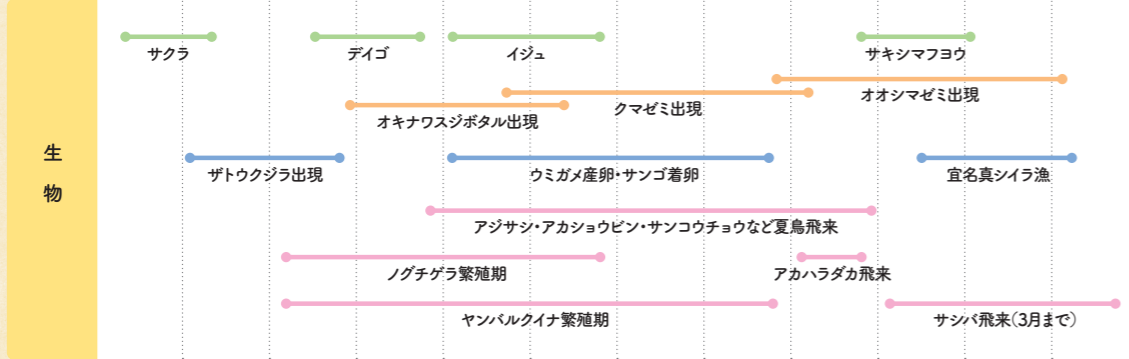 生物
サクラ
デイゴ
イジュ
サキシマフヨウ
オオシマゼミ出現
クマゼミ出現
オキナワスジボタル出現
ザトウクジラ出現
ウミガメ産卵・サンゴ着卵
宜名真シイラ漁
アジサシ・アカショウビン・サンコウチョウなど夏鳥飛来
ノグチゲラ繁殖期
アカハラダカ飛来
ヤンバルクイナ繁殖期
サシバ飛来(3月まで)